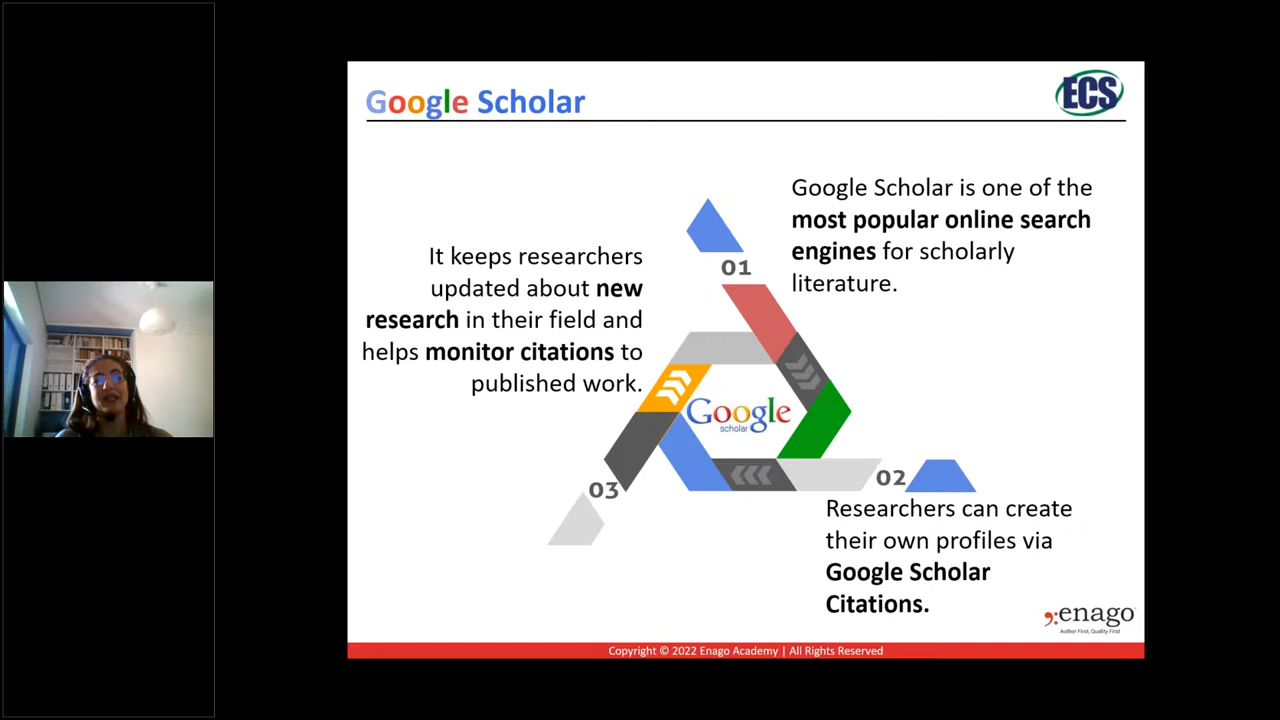 Google Scholar
ECS
Google Scholar is one of the
most popular online search
engines for scholarly
literature.
It keeps researchers
updated about new
research in their field and
helps monitor citations to
published work.
01
Google
scholar
02
03
Researchers can create
their own profiles via
Google Scholar
Citations.
enago
Author First, Quality First
Copyright © 2022 Enago Academy | All Rights Reserved